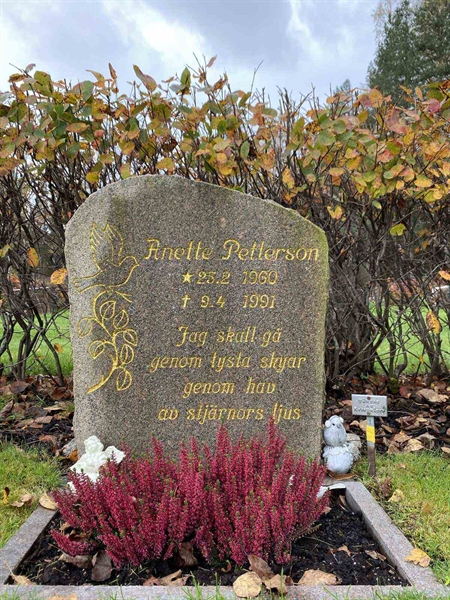 Anette Petterson
★ 23.2 1960
✝ 9.4 1991
Jag skall gå
genom tysta skyar
genom hav
av stjärnors ljus